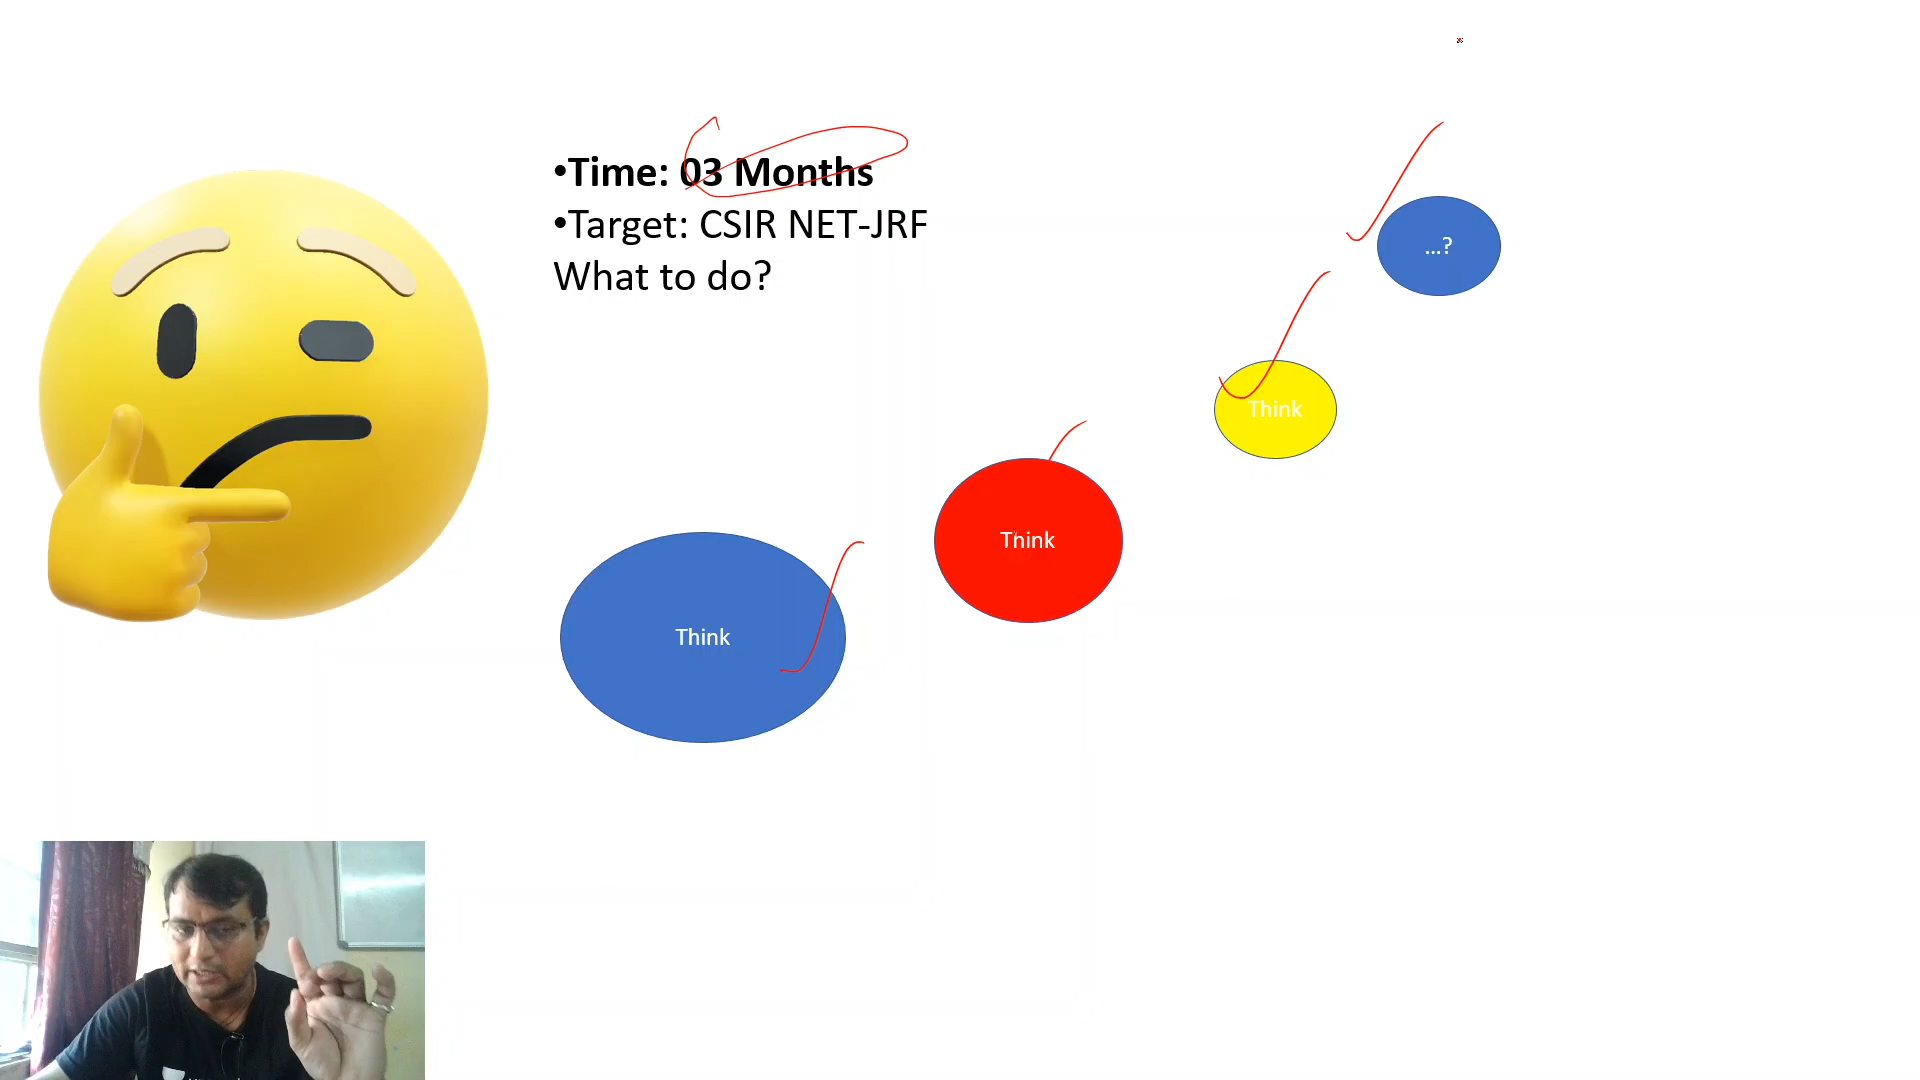 •Time: 03 Months
•Target: CSIR NET-JRF
What to do?
...?
Think
Think
Think